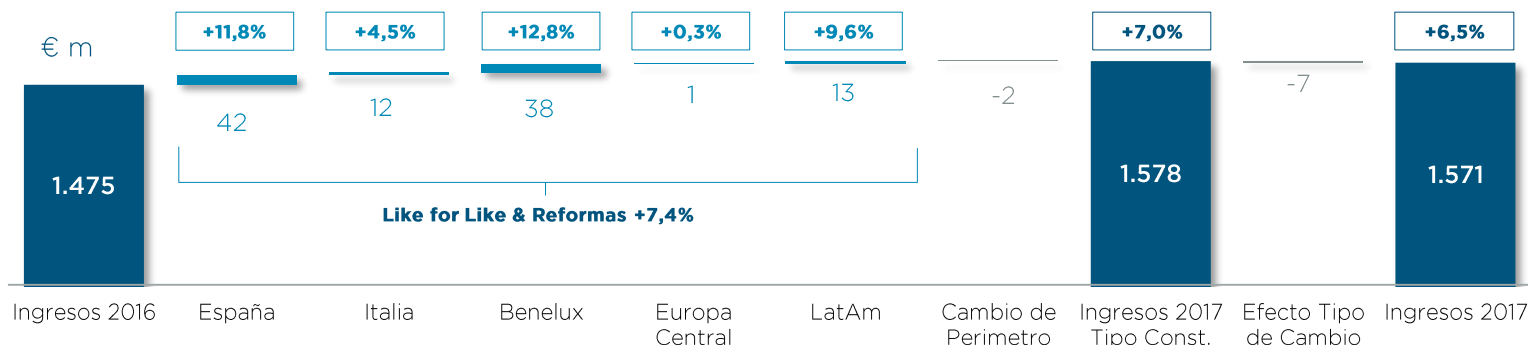 € m
+11,8%
+4,5%
+12,8%
+0,3%
+9,6%
+7,0%
+6,5%
42
12
38
1
13
-2
-7
1.475
1.578
1.571
Like for Like & Reformas +7,4%
Ingresos 2016
España
Italia
Benelux
Europa
Central
LatAm
Cambio de
Perimetro
Ingresos 2017
Tipo Const.
Efecto Tipo
de Cambio
Ingresos 2017